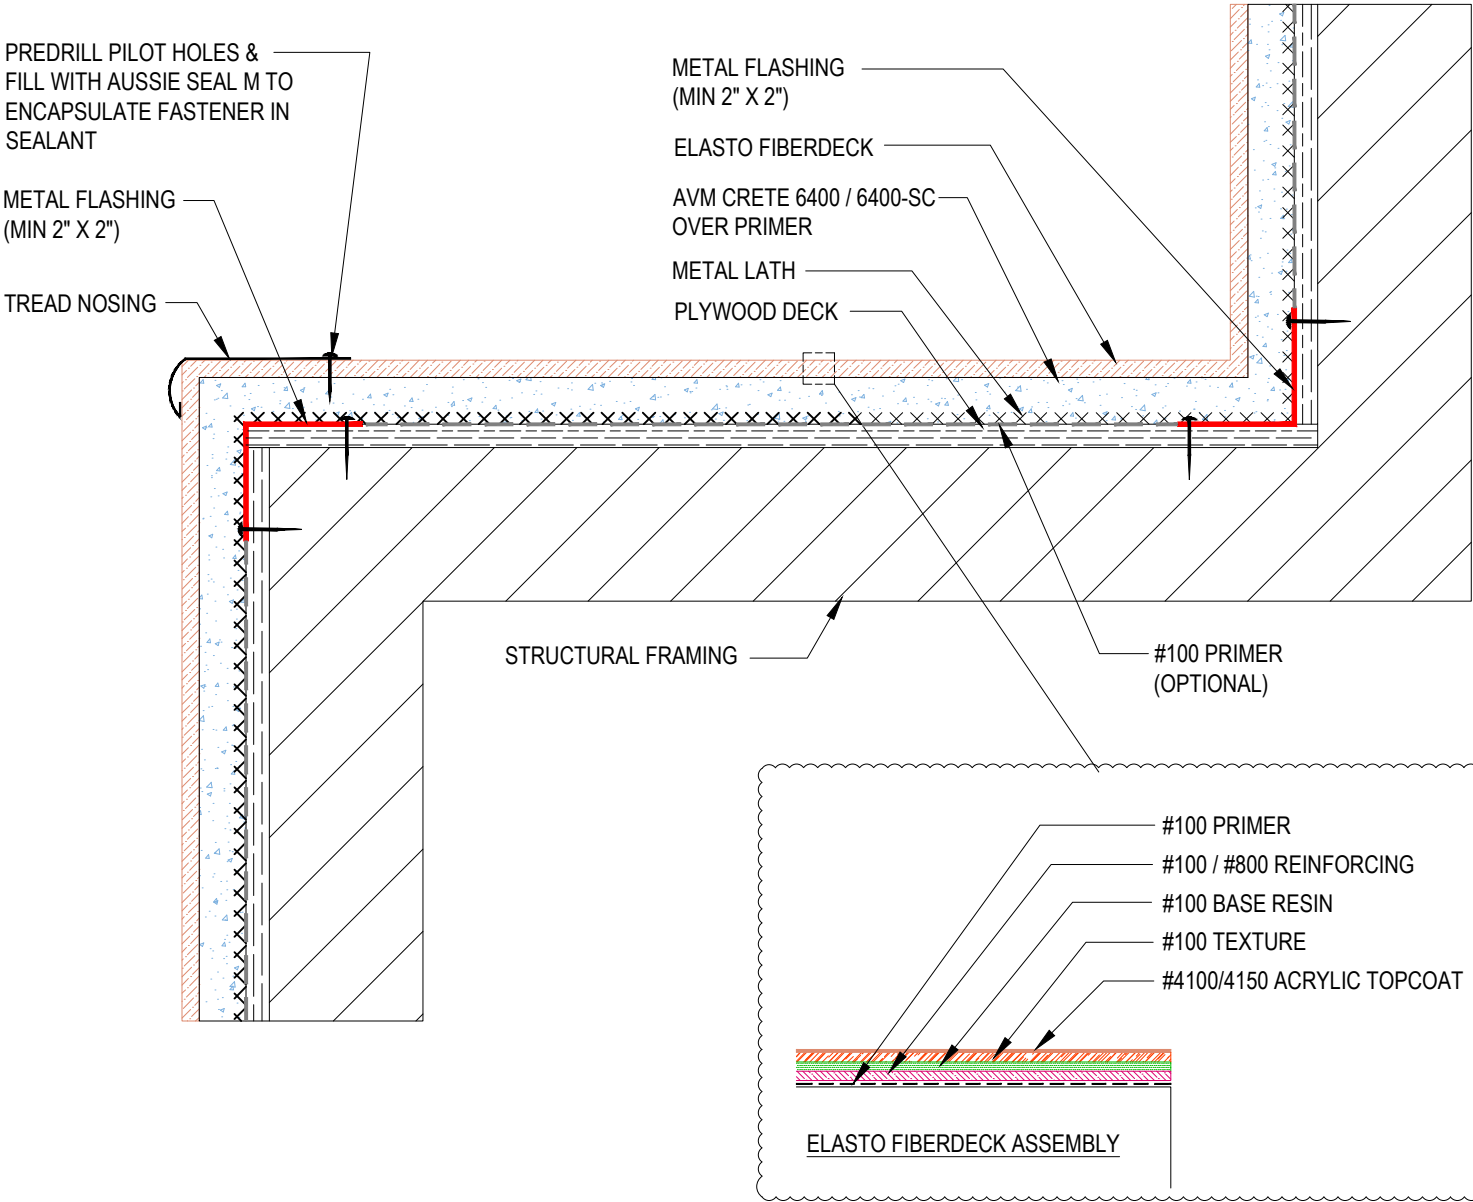 PREDRILL PILOT HOLES &
FILL WITH AUSSIE SEAL M TO
ENCAPSULATE FASTENER IN
SEALANT
METAL FLASHING
(MIN 2" X 2")
TREAD NOSING
METAL FLASHING
(MIN 2" X 2")
ELASTO FIBERDECK
AVM CRETE 6400 / 6400-SC
OVER PRIMER
METAL LATH
PLYWOOD DECK
STRUCTURAL FRAMING
#100 PRIMER
(OPTIONAL)
#100 PRIMER
#100 / #800 REINFORCING
#100 BASE RESIN
#100 TEXTURE
#4100/4150 ACRYLIC TOPCOAT
ELASTO FIBERDECK ASSEMBLY